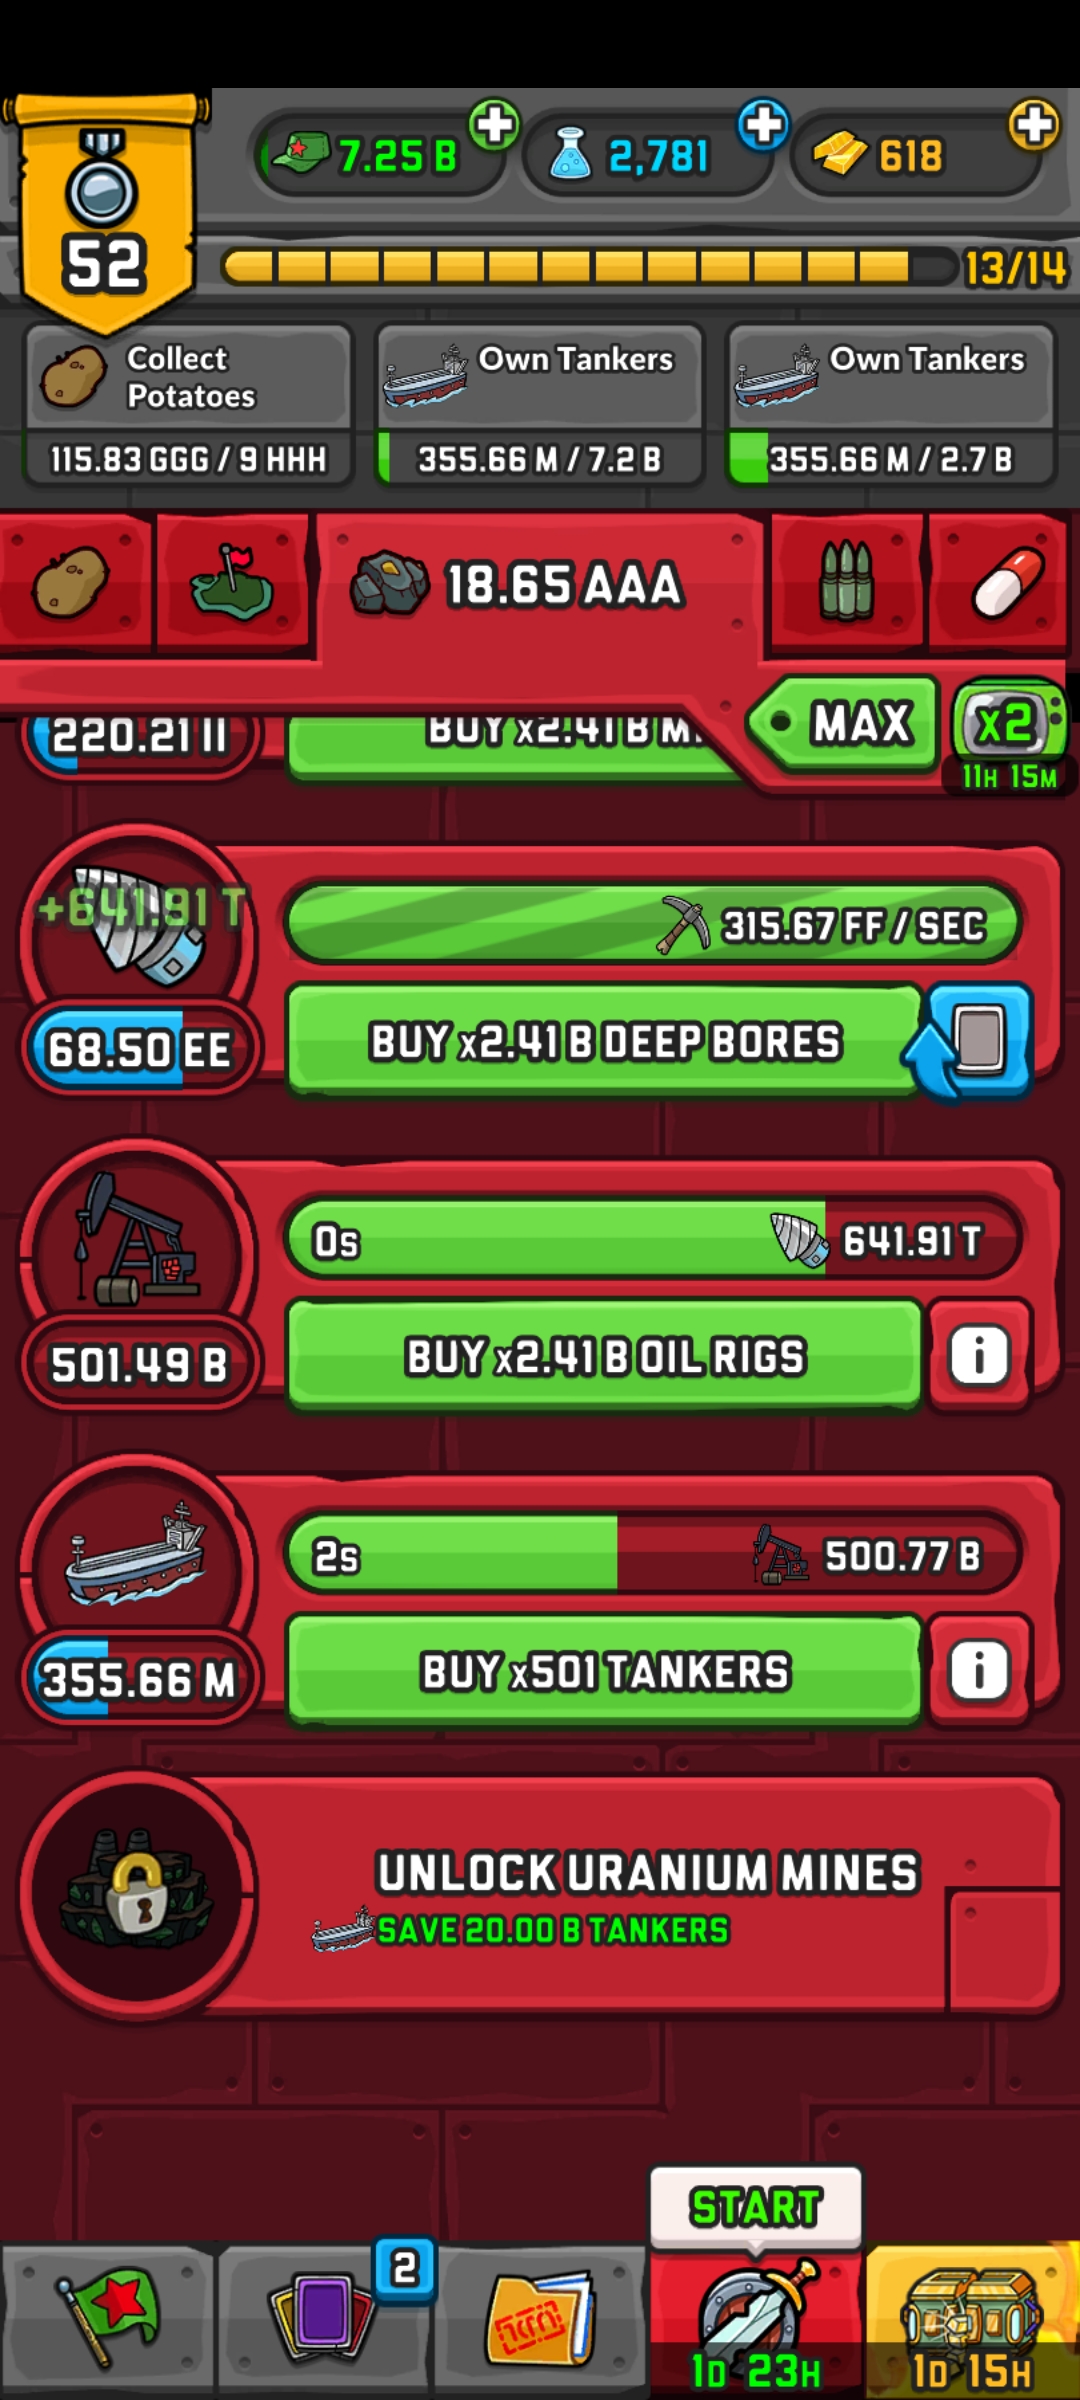 7.25 B
2,781
618
52
13/14
Collect
Potatoes
115.83 GGG / 9 HHH
Own Tankers
355.66 M / 7.2 B
Own Tankers
355.66 M / 2.7 B
18.65 AAA
MAX
x2
11H 15M
220.21 II
BUY x2.41 B
+641.91 T
315.67 FF / SEC
68.50 EE
BUY x2.41 B DEEP BORES
0s
641.91 T
501.49 B
BUY x2.41 B OIL RIGS
i
2s
500.77 B
355.66 M
BUY x501 TANKERS
i
UNLOCK URANIUM MINES
SAVE 20.00 B TANKERS
START
2
1D 23H
1D 15H